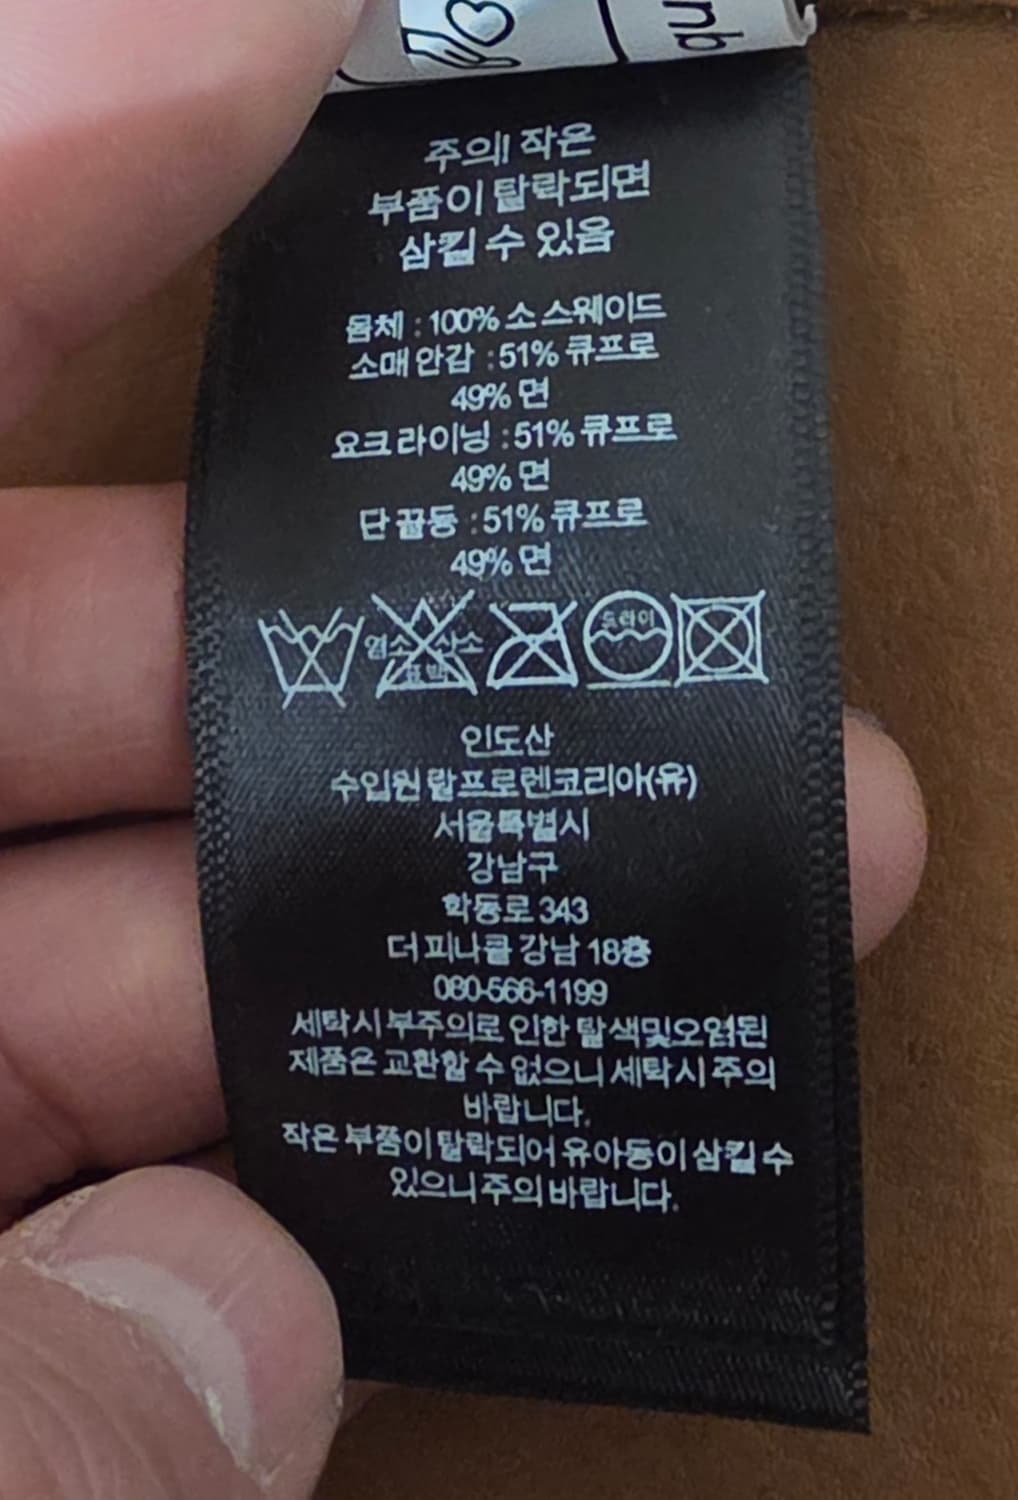 nb
주의! 작은
부품이 탈락되면
삼킬 수 있음
몸체 : 100% 소 스웨이드
소매 안감 : 51% 큐프로
49% 면
요크 라이닝 : 51% 큐프로
49% 면
단 끝동 : 51% 큐프로
49% 면
염소 산소
표백
드라이
인도산
수입원 랄프로렌코리아(유)
서울특별시
강남구
학동로 343
더 피나클 강남 18층
080-566-1199
세탁시 부주의로 인한 탈색및오염된
제품은 교환할 수 없으니 세탁시 주의
바랍니다.
작은 부품이 탈락되어 유아동이 삼킬 수
있으니 주의 바랍니다.